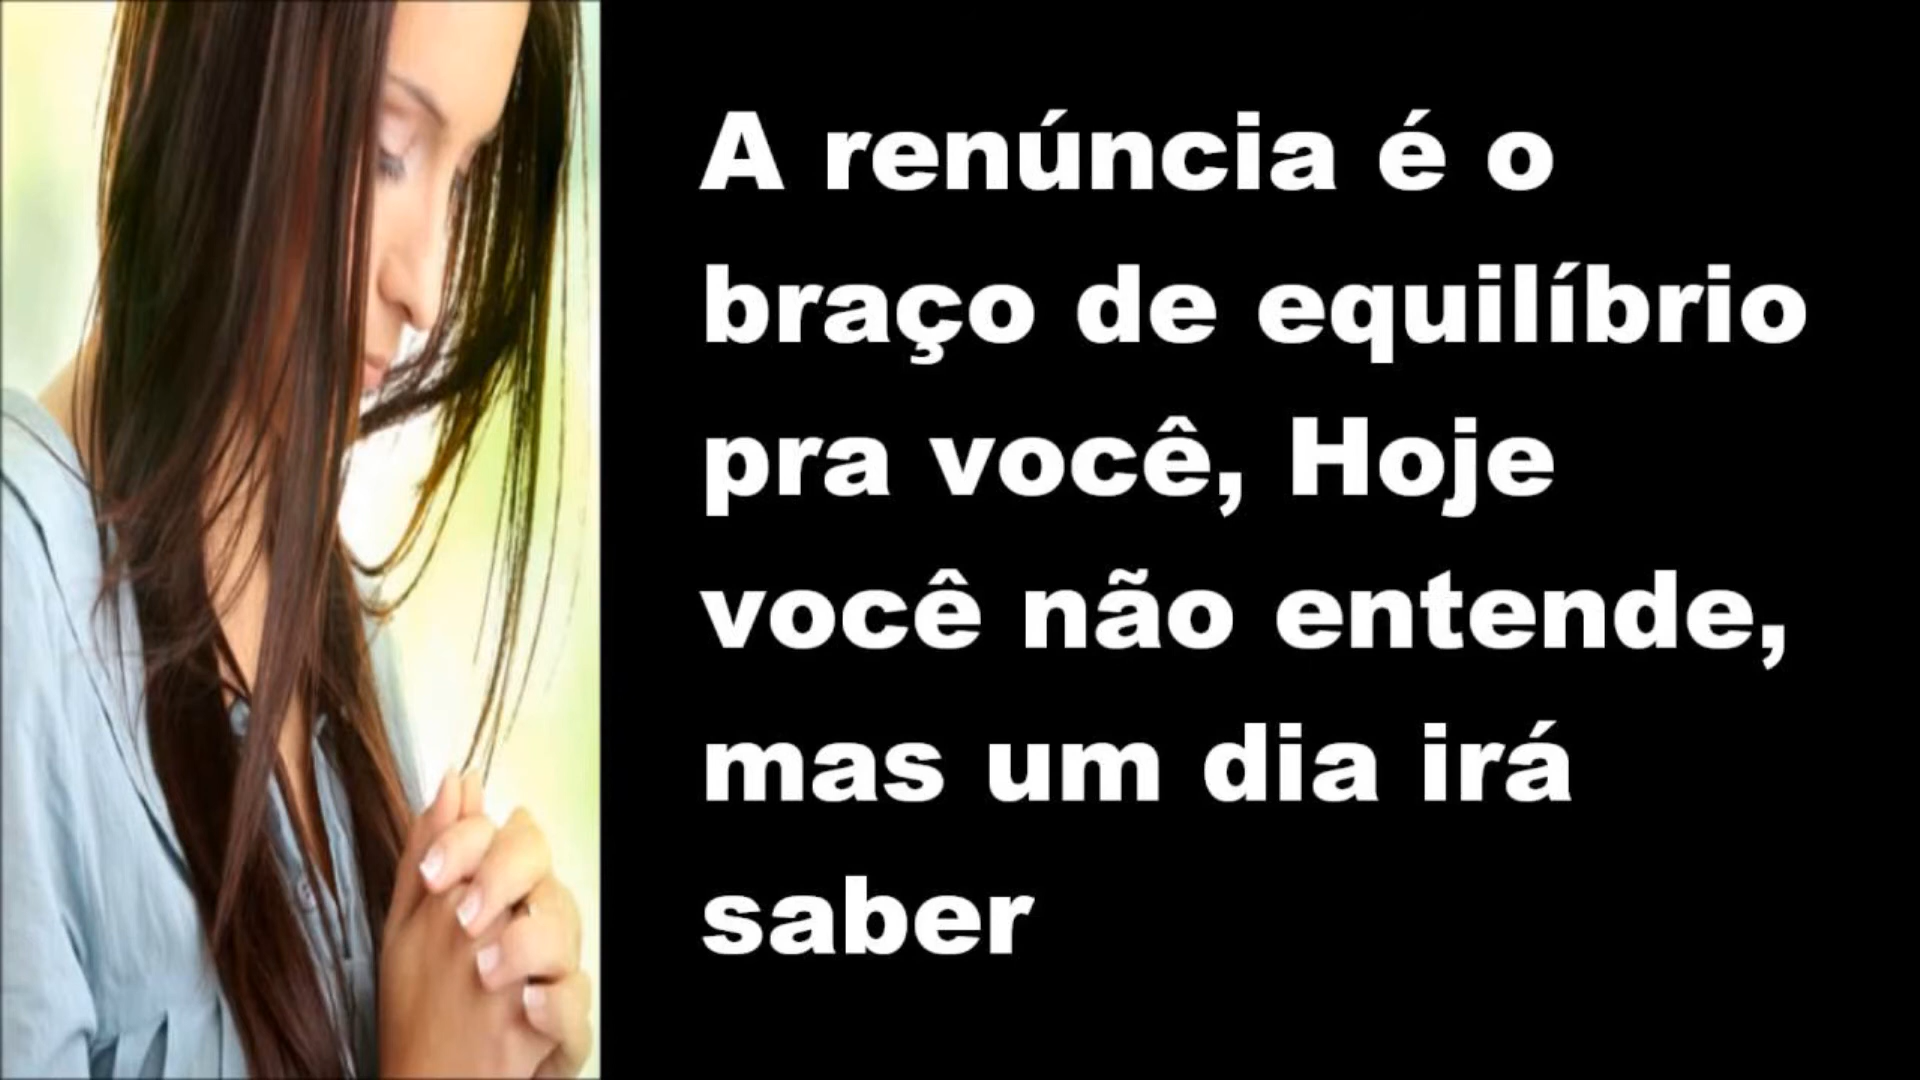 A renúncia é o
braço de equilíbrio
pra você, Hoje
você não entende,
mas um dia irá
saber